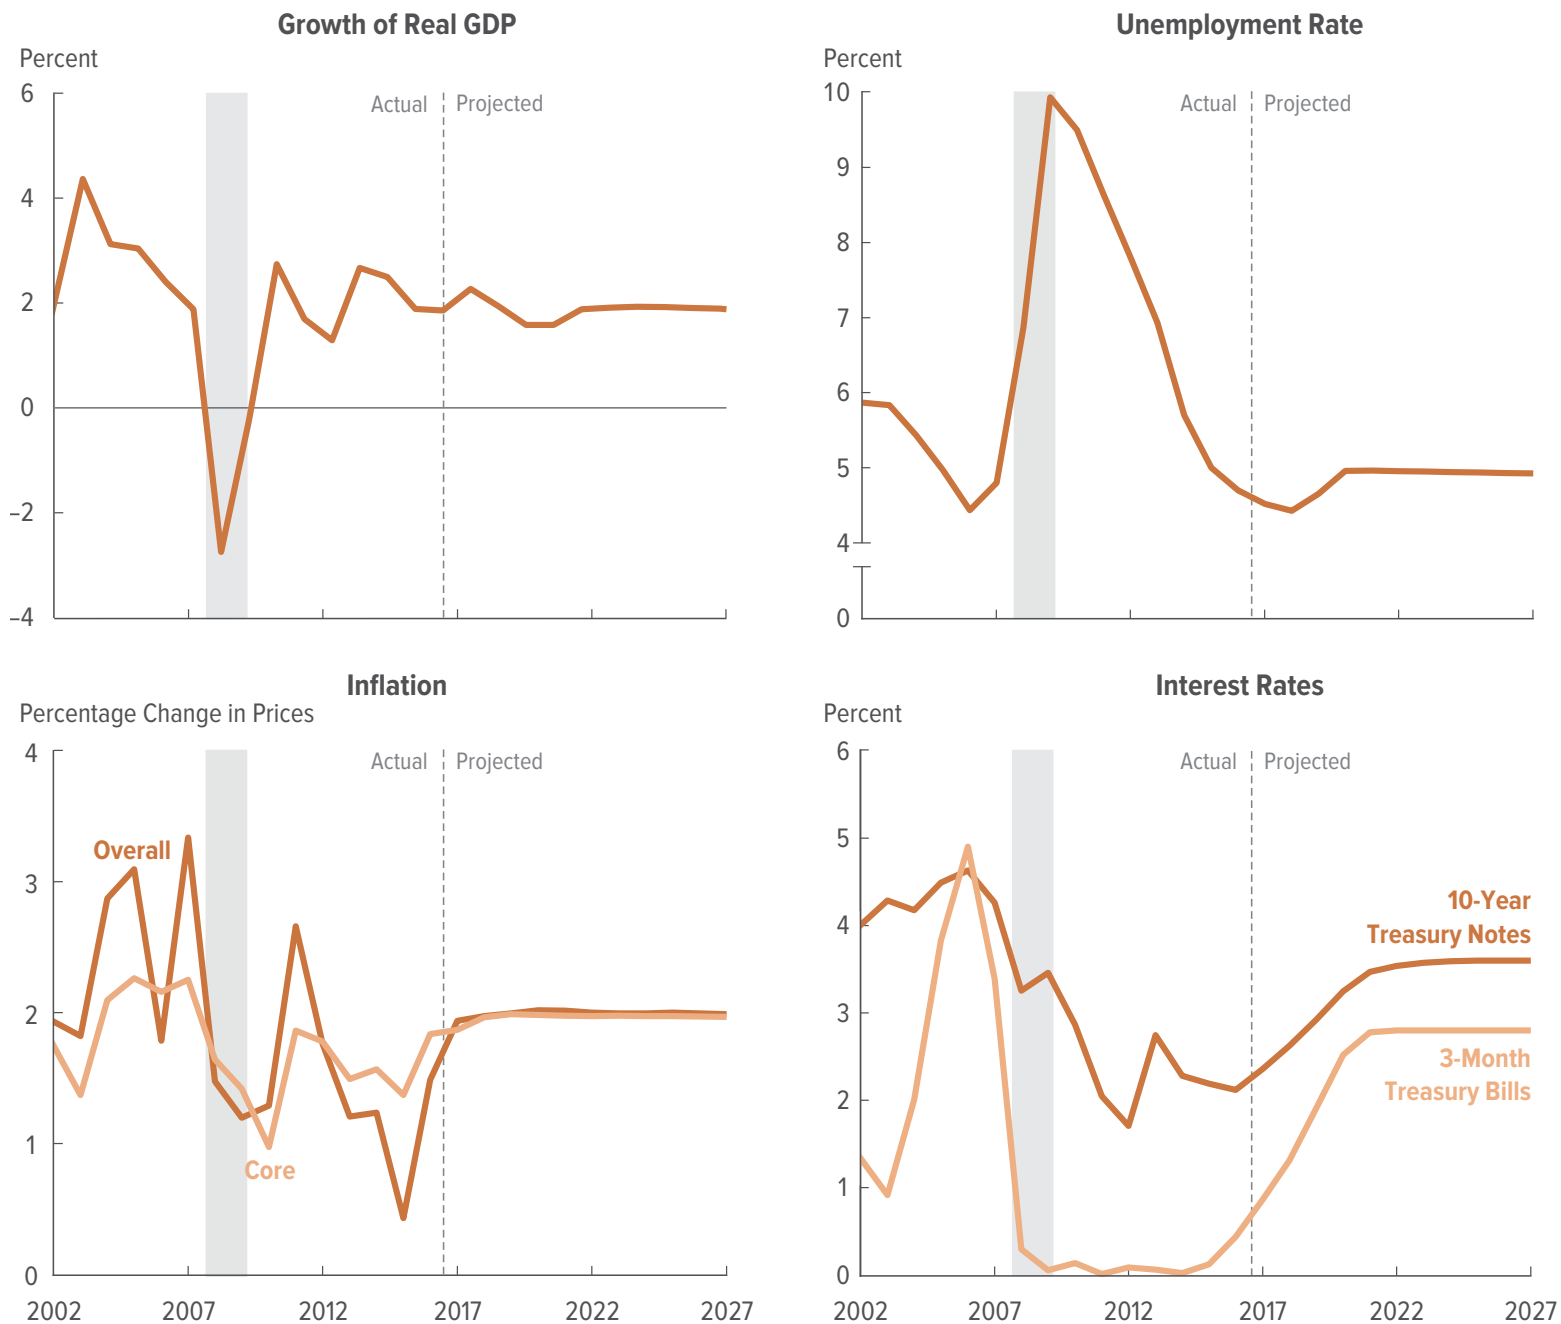 Growth of Real GDP
Percent
6
4
2
0
–2
–4
Actual
Projected
Unemployment Rate
Percent
10
9
8
7
6
5
4
0
Actual
Projected
Inflation
Percentage Change in Prices
4
3
2
1
0
Actual
Projected
Overall
Core
2002
2007
2012
2017
2022
2027
Interest Rates
Percent
6
5
4
3
2
1
0
Actual
Projected
10-Year
Treasury Notes
3-Month
Treasury Bills
2002
2007
2012
2017
2022
2027